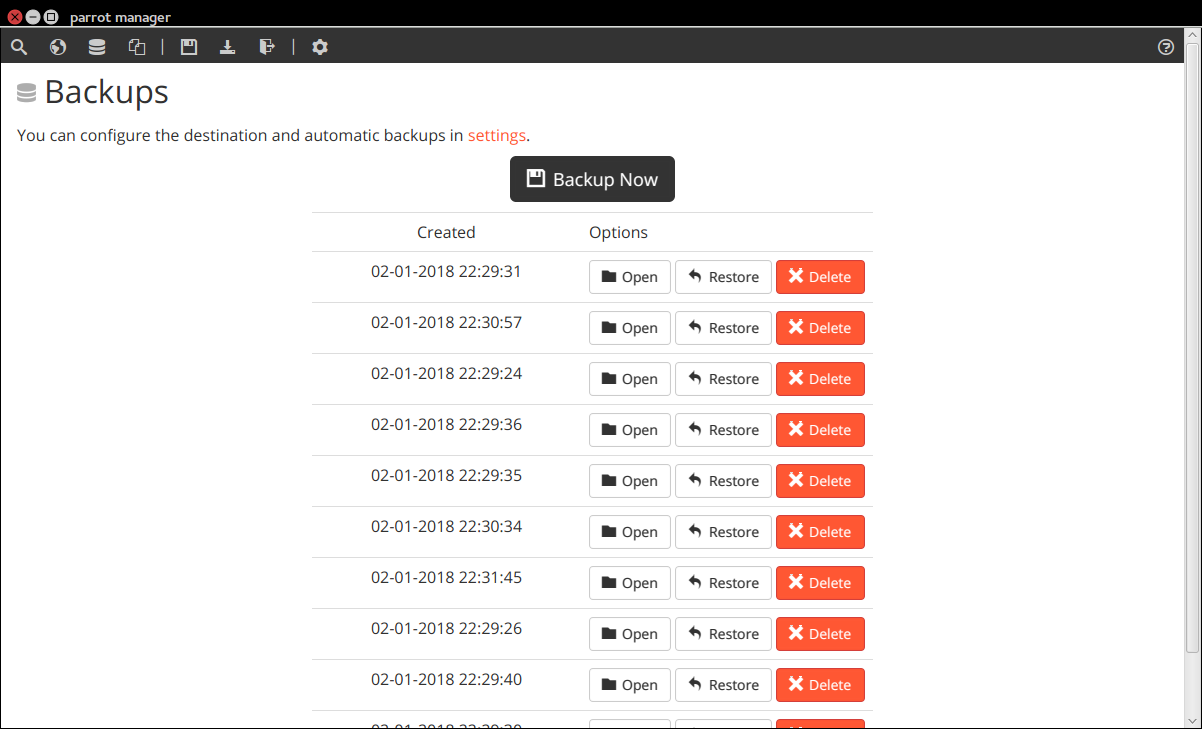 parrot manager
Backups
You can configure the destination and automatic backups in settings.
Backup Now
Created Options
02-01-2018 22:29:31 Open Restore Delete
02-01-2018 22:30:57 Open Restore Delete
02-01-2018 22:29:24 Open Restore Delete
02-01-2018 22:29:36 Open Restore Delete
02-01-2018 22:29:35 Open Restore Delete
02-01-2018 22:30:34 Open Restore Delete
02-01-2018 22:31:45 Open Restore Delete
02-01-2018 22:29:26 Open Restore Delete
02-01-2018 22:29:40 Open Restore Delete